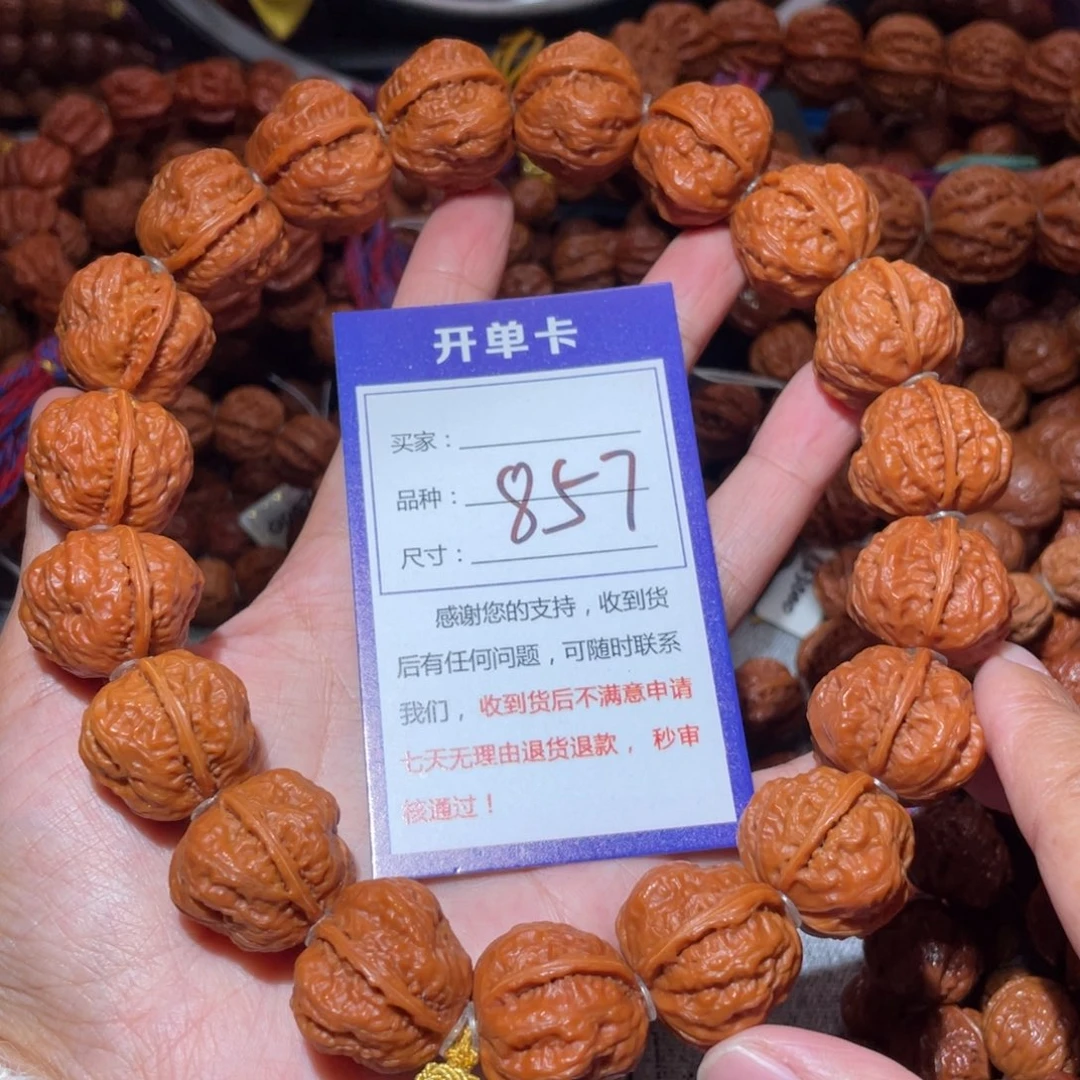 开单卡
买家：
品种：
857
尺寸：
感谢您的支持，收到货
后有任何问题，可随时联系
我们，收到货后不满意申请
七天无理由退货退款，秒审
核通过！